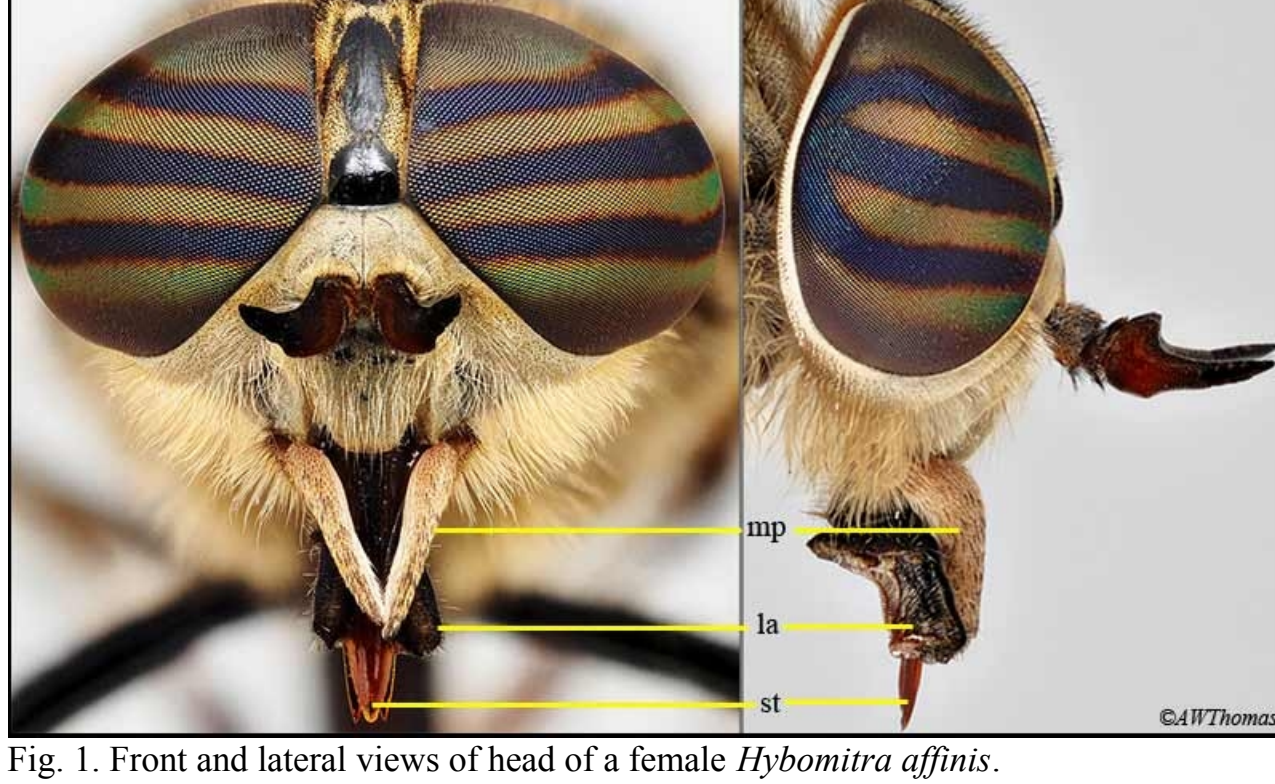 mp
la
st
©AWThomas
Fig. 1. Front and lateral views of head of a female Hybomitra affinis.